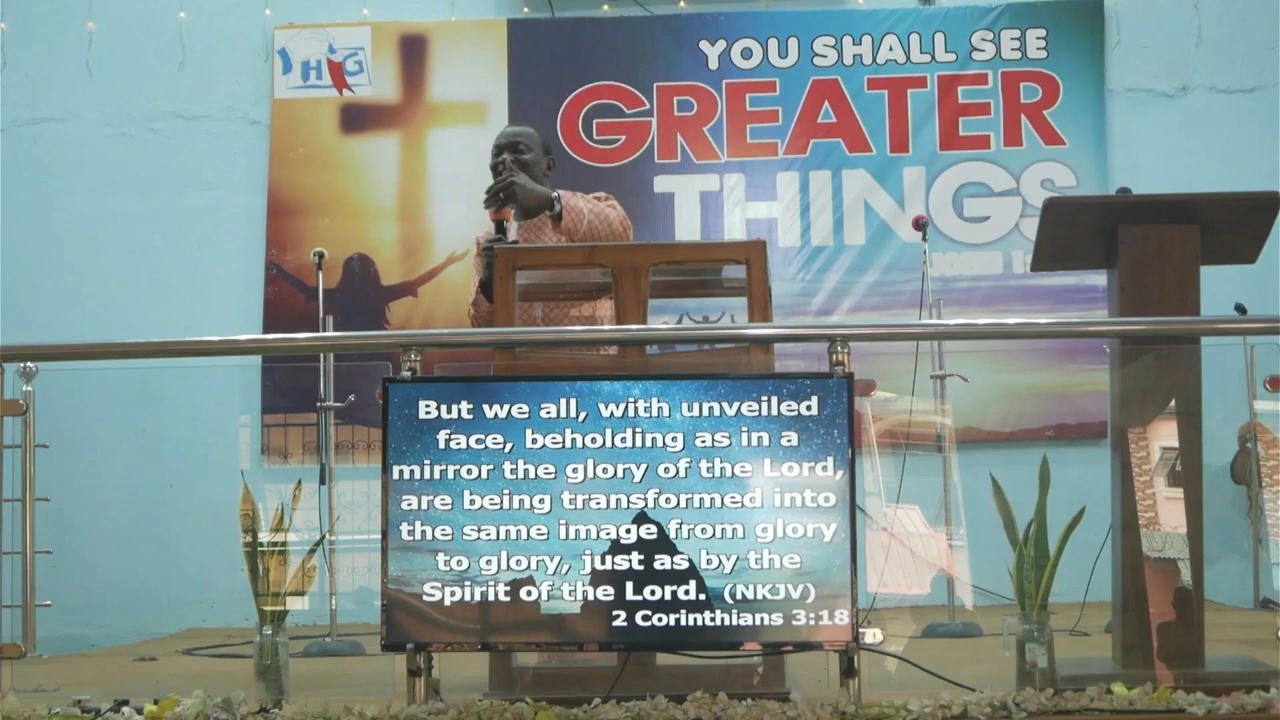 HG
YOU SHALL SEE
GREATER
THINGS
But we all, with unveiled
face, beholding as in a
mirror the glory of the Lord,
are being transformed into
the same image from glory
to glory, just as by the
Spirit of the Lord. (NKJV)
2 Corinthians 3:18